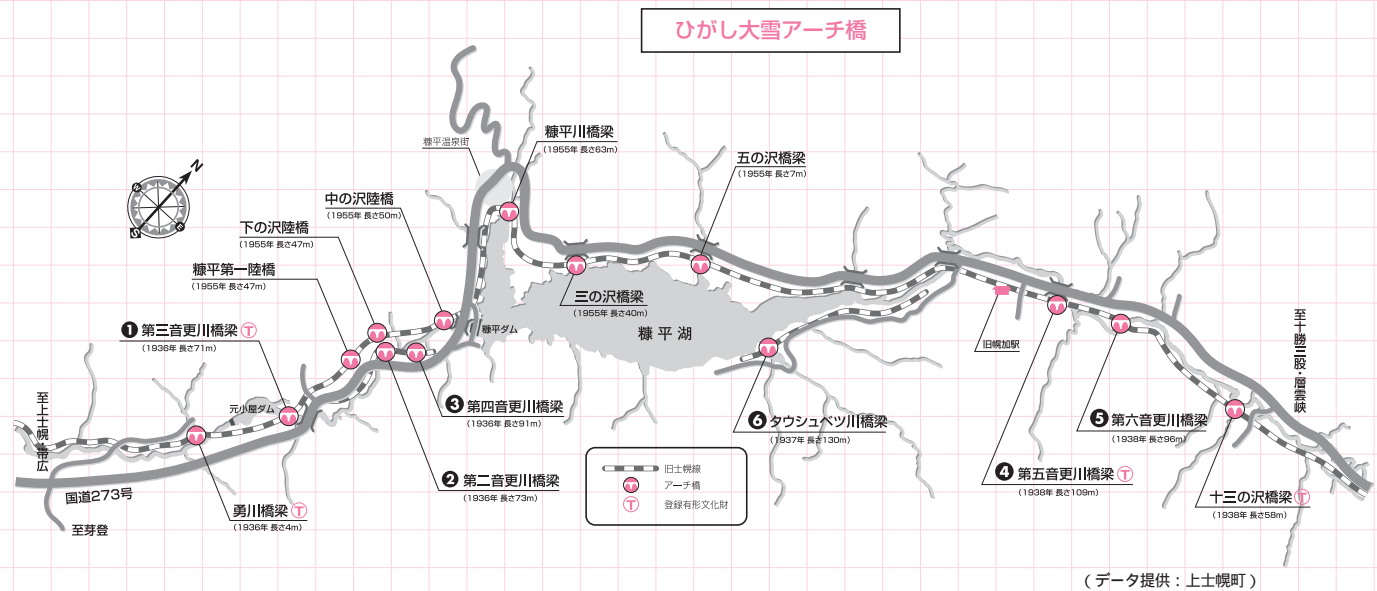 ひがし大雪アーチ橋
糠平温泉街
糠平川橋梁
(1955年 長さ63m)
五の沢橋梁
(1955年 長さ7m)
中の沢陸橋
(1955年 長さ50m)
下の沢陸橋
(1955年 長さ47m)
糠平第一陸橋
(1955年 長さ47m)
N
S
E
三の沢橋梁
(1955年 長さ40m)
糠平ダム
糠平湖
旧幌加駅
至十勝三股・層雲峡
❶ 第三音更川橋梁 Ⓣ
(1936年 長さ71m)
至上士幌・帯広
元小屋ダム
❸ 第四音更川橋梁
(1936年 長さ91m)
❻ タウシュベツ川橋梁
(1937年 長さ130m)
❺ 第六音更川橋梁
(1938年 長さ96m)
❷ 第二音更川橋梁
(1936年 長さ73m)
❹ 第五音更川橋梁 Ⓣ
(1938年 長さ109m)
国道273号
至芽登
勇川橋梁 Ⓣ
(1936年 長さ4m)
十三の沢橋梁 Ⓣ
(1938年 長さ58m)
旧士幌線
アーチ橋
Ⓣ 登録有形文化財
(データ提供：上士幌町)